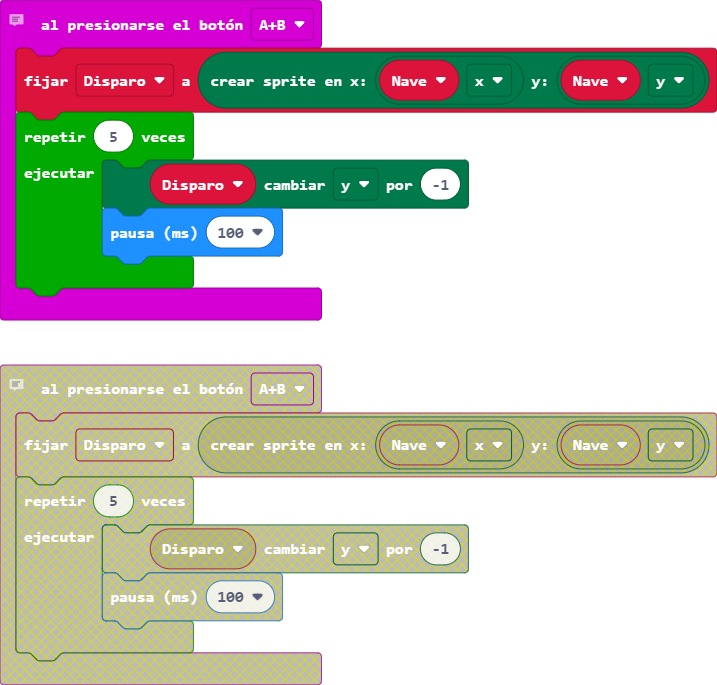 al presionarse el botón A+B
fijar Disparo a crear sprite en x: Nave x y: Nave y
repetir 5 veces
ejecutar
Disparo cambiar y por -1
pausa (ms) 100
al presionarse el botón A+B
fijar Disparo a crear sprite en x: Nave x y: Nave y
repetir 5 veces
ejecutar
Disparo cambiar y por -1
pausa (ms) 100